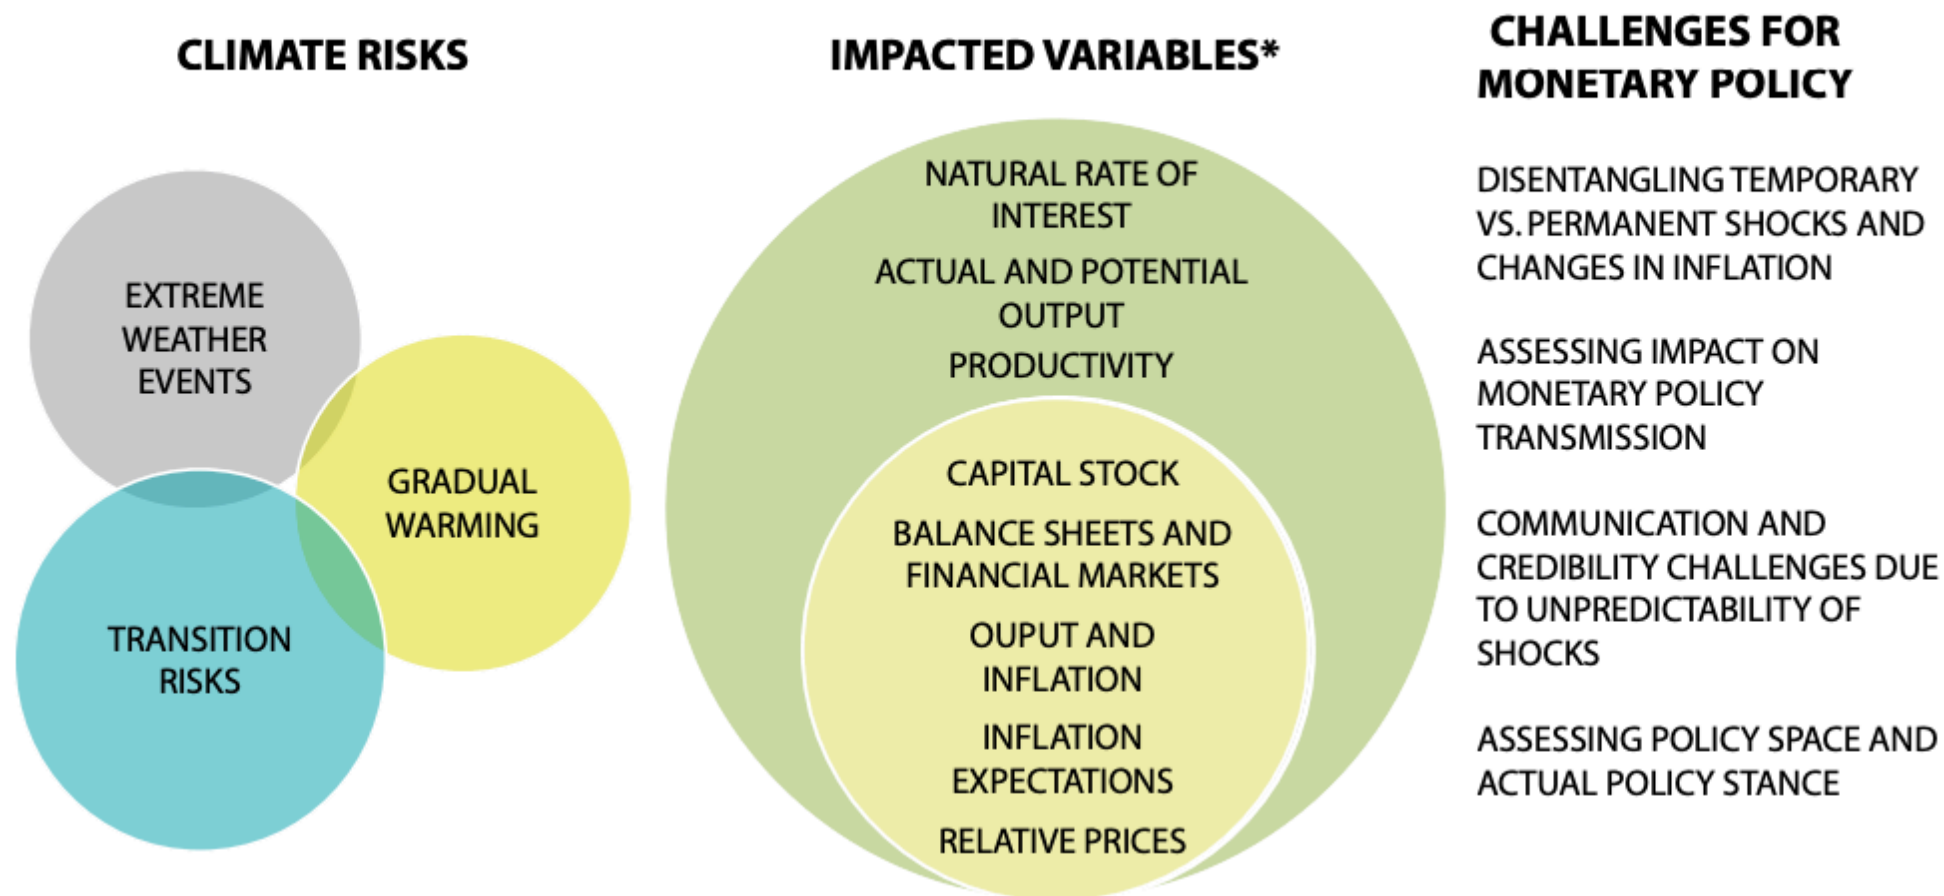 CLIMATE RISKS
EXTREME
WEATHER
EVENTS
GRADUAL
WARMING
TRANSITION
RISKS
IMPACTED VARIABLES*
NATURAL RATE OF
INTEREST
ACTUAL AND POTENTIAL
OUTPUT
PRODUCTIVITY
CAPITAL STOCK
BALANCE SHEETS AND
FINANCIAL MARKETS
OUPUT AND
INFLATION
INFLATION
EXPECTATIONS
RELATIVE PRICES
CHALLENGES FOR
MONETARY POLICY
DISENTANGLING TEMPORARY
VS. PERMANENT SHOCKS AND
CHANGES IN INFLATION
ASSESSING IMPACT ON
MONETARY POLICY
TRANSMISSION
COMMUNICATION AND
CREDIBILITY CHALLENGES DUE
TO UNPREDICTABILITY OF
SHOCKS
ASSESSING POLICY SPACE AND
ACTUAL POLICY STANCE